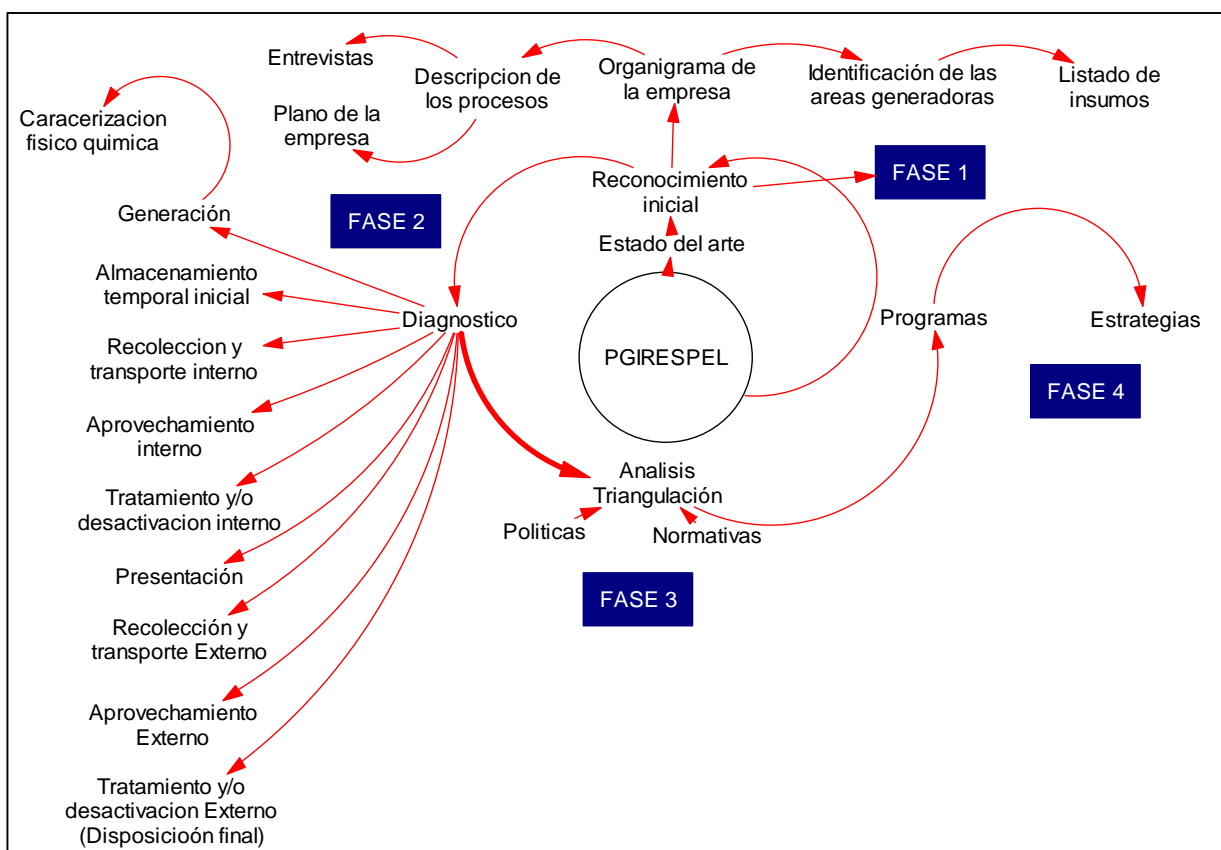 Entrevistas
Descripcion de
los procesos
Organigrama de
la empresa
Identificación de las
areas generadoras
Listado de
insumos
Caracerizacion
fisico quimica
Plano de la
empresa
Reconocimiento
inicial
FASE 1
FASE 2
Generación
Estado del arte
Almacenamiento
temporal inicial
Diagnostico
PGIRESPEL
Programas
Estrategias
Recoleccion y
transporte interno
FASE 4
Aprovechamiento
interno
Analisis
Triangulación
Tratamiento y/o
desactivacion interno
Politicas
Normativas
Presentación
FASE 3
Recolección y
transporte Externo
Aprovechamiento
Externo
Tratamiento y/o
desactivacion Externo
(Disposicioón final)